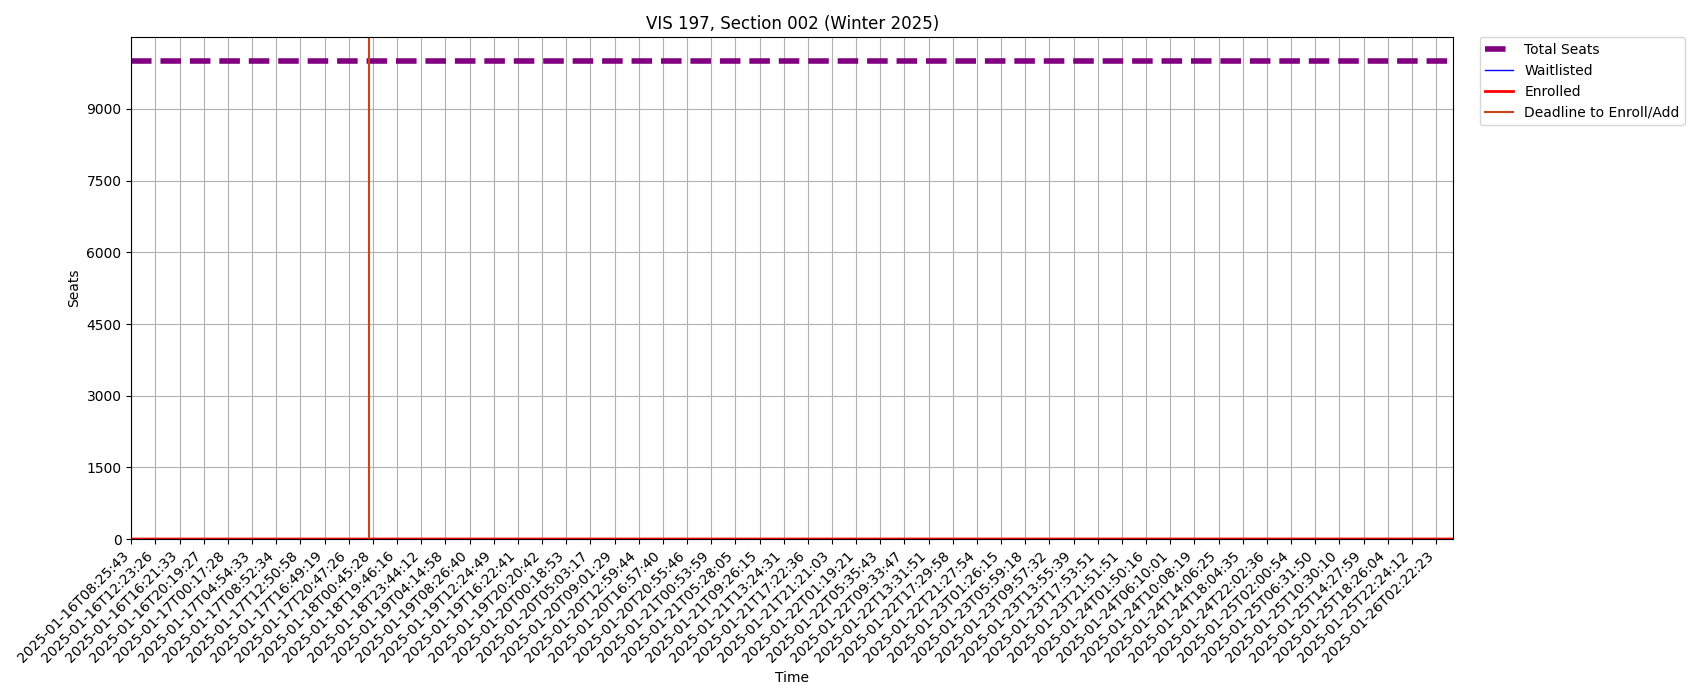 VIS 197, Section 002 (Winter 2025)
Total Seats
Waitlisted
Enrolled
Deadline to Enroll/Add
Seats
9000
7500
6000
4500
3000
1500
0
2025-01-16T08:25:43
2025-01-16T12:23:26
2025-01-16T16:21:33
2025-01-16T20:19:27
2025-01-17T00:17:28
2025-01-17T04:54:33
2025-01-17T08:52:34
2025-01-17T12:50:58
2025-01-17T16:49:19
2025-01-17T20:47:26
2025-01-18T00:45:28
2025-01-18T19:46:16
2025-01-18T23:44:12
2025-01-19T04:14:58
2025-01-19T08:26:40
2025-01-19T12:24:49
2025-01-19T16:22:41
2025-01-19T20:20:42
2025-01-20T00:18:53
2025-01-20T05:03:17
2025-01-20T09:01:29
2025-01-20T12:59:44
2025-01-20T16:57:40
2025-01-20T20:55:46
2025-01-21T00:53:59
2025-01-21T05:28:05
2025-01-21T09:26:15
2025-01-21T13:24:31
2025-01-21T17:22:36
2025-01-21T21:21:03
2025-01-22T01:19:21
2025-01-22T05:35:43
2025-01-22T09:33:47
2025-01-22T13:31:51
2025-01-22T17:29:58
2025-01-22T21:27:54
2025-01-23T01:26:15
2025-01-23T05:59:18
2025-01-23T09:57:32
2025-01-23T13:55:39
2025-01-23T17:53:51
2025-01-23T21:51:51
2025-01-24T01:50:16
2025-01-24T06:10:01
2025-01-24T10:08:19
2025-01-24T14:06:25
2025-01-24T18:04:35
2025-01-24T22:02:36
2025-01-25T02:00:54
2025-01-25T06:31:50
2025-01-25T10:30:10
2025-01-25T14:27:59
2025-01-25T18:26:04
2025-01-25T22:24:12
2025-01-26T02:22:23
Time